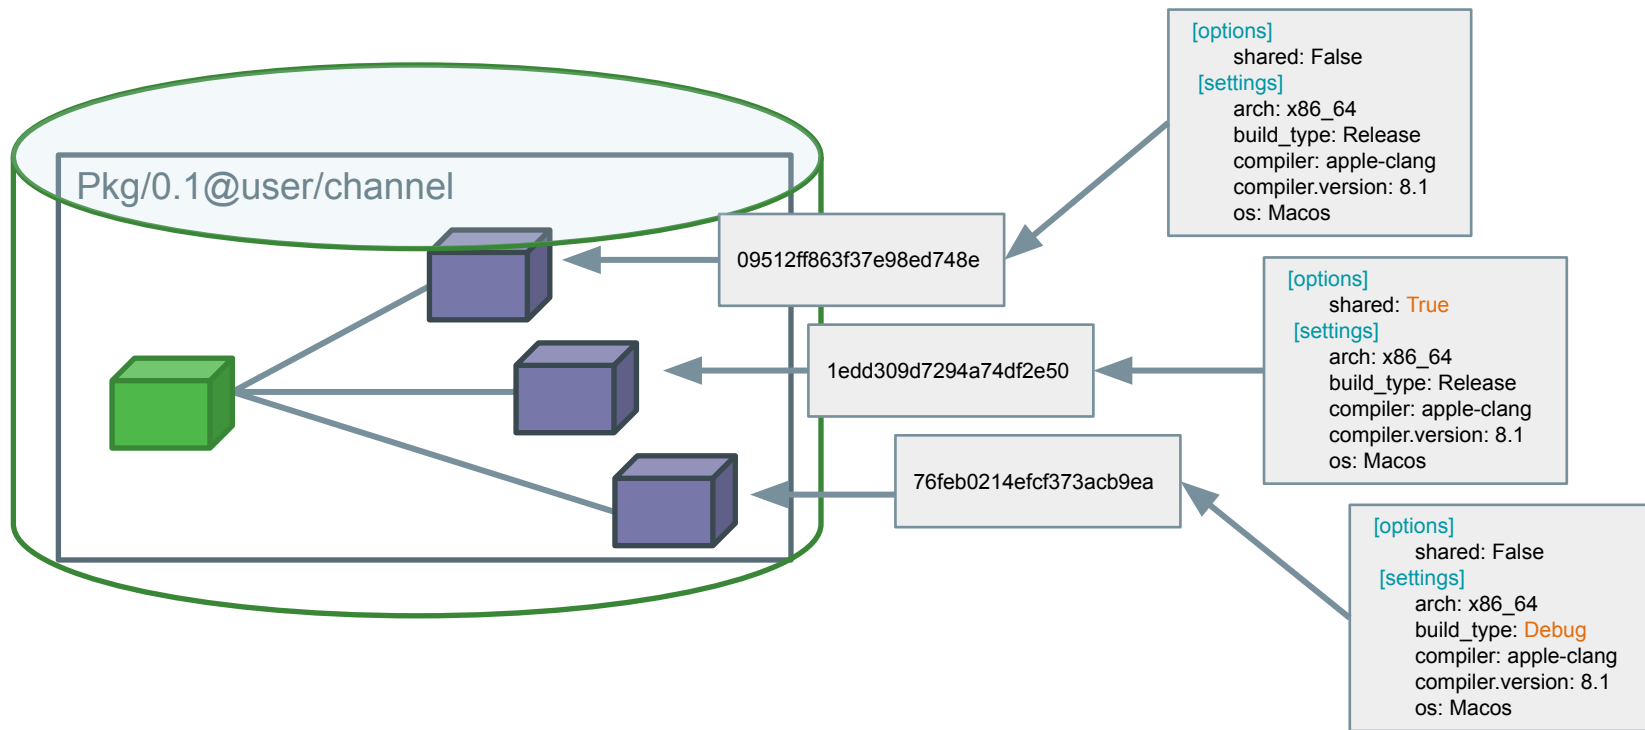 [options]
shared: False
[settings]
arch: x86_64
build_type: Release
compiler: apple-clang
compiler.version: 8.1
os: Macos
Pkg/0.1@user/channel
09512ff863f37e98ed748e
[options]
shared: True
[settings]
arch: x86_64
build_type: Release
compiler: apple-clang
compiler.version: 8.1
os: Macos
1edd309d7294a74df2e50
76feb0214efcf373acb9ea
[options]
shared: False
[settings]
arch: x86_64
build_type: Debug
compiler: apple-clang
compiler.version: 8.1
os: Macos